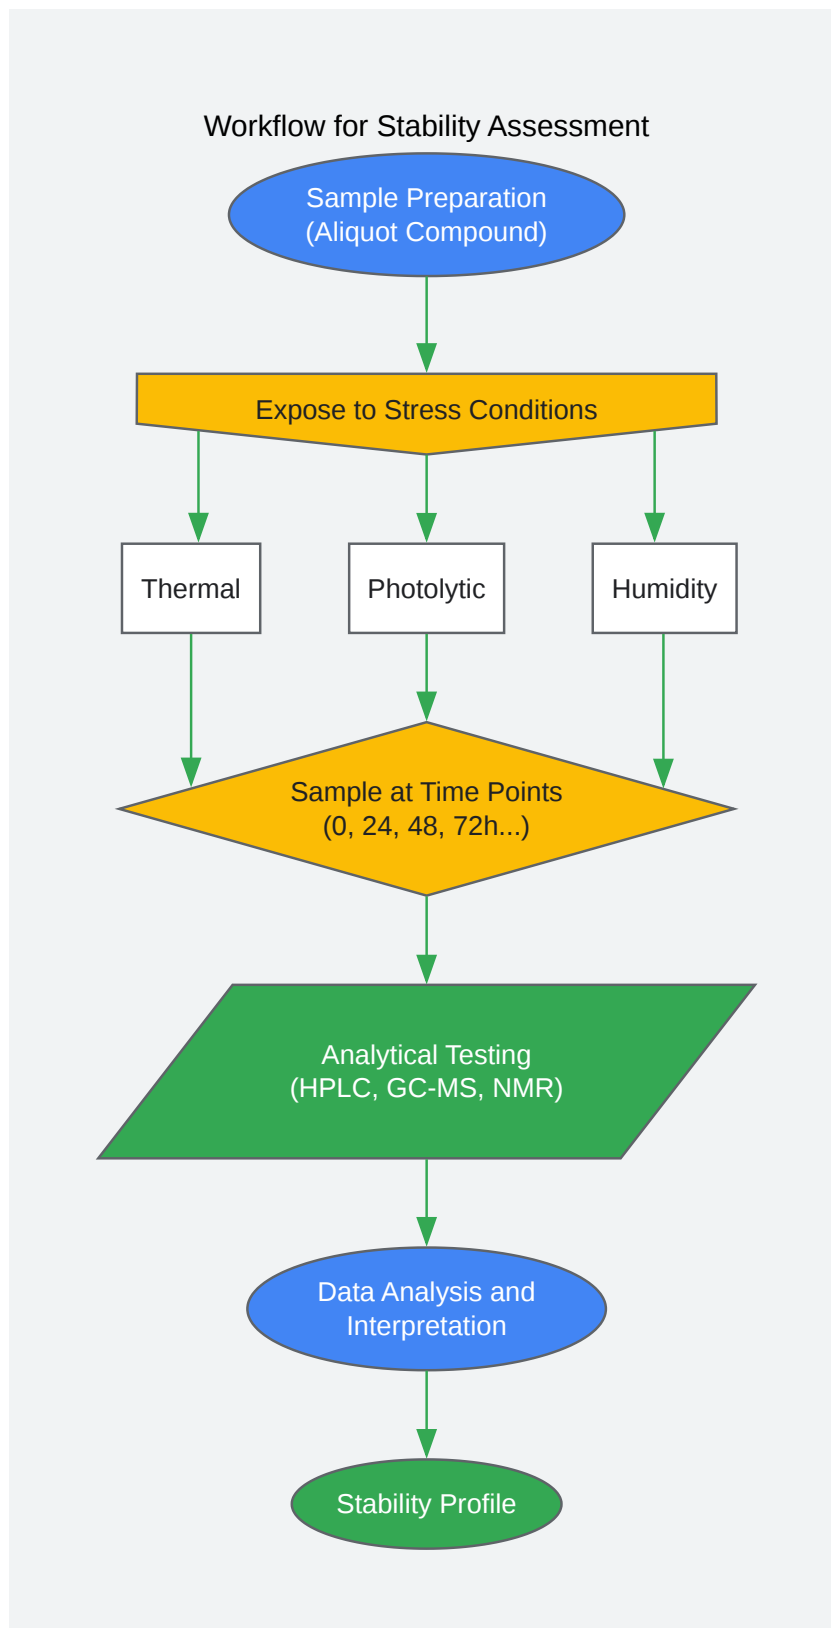 Workflow for Stability Assessment
Sample Preparation
(Aliquot Compound)
Expose to Stress Conditions
Thermal
Photolytic
Humidity
Sample at Time Points
(0, 24, 48, 72h...)
Analytical Testing
(HPLC, GC-MS, NMR)
Data Analysis and
Interpretation
Stability Profile